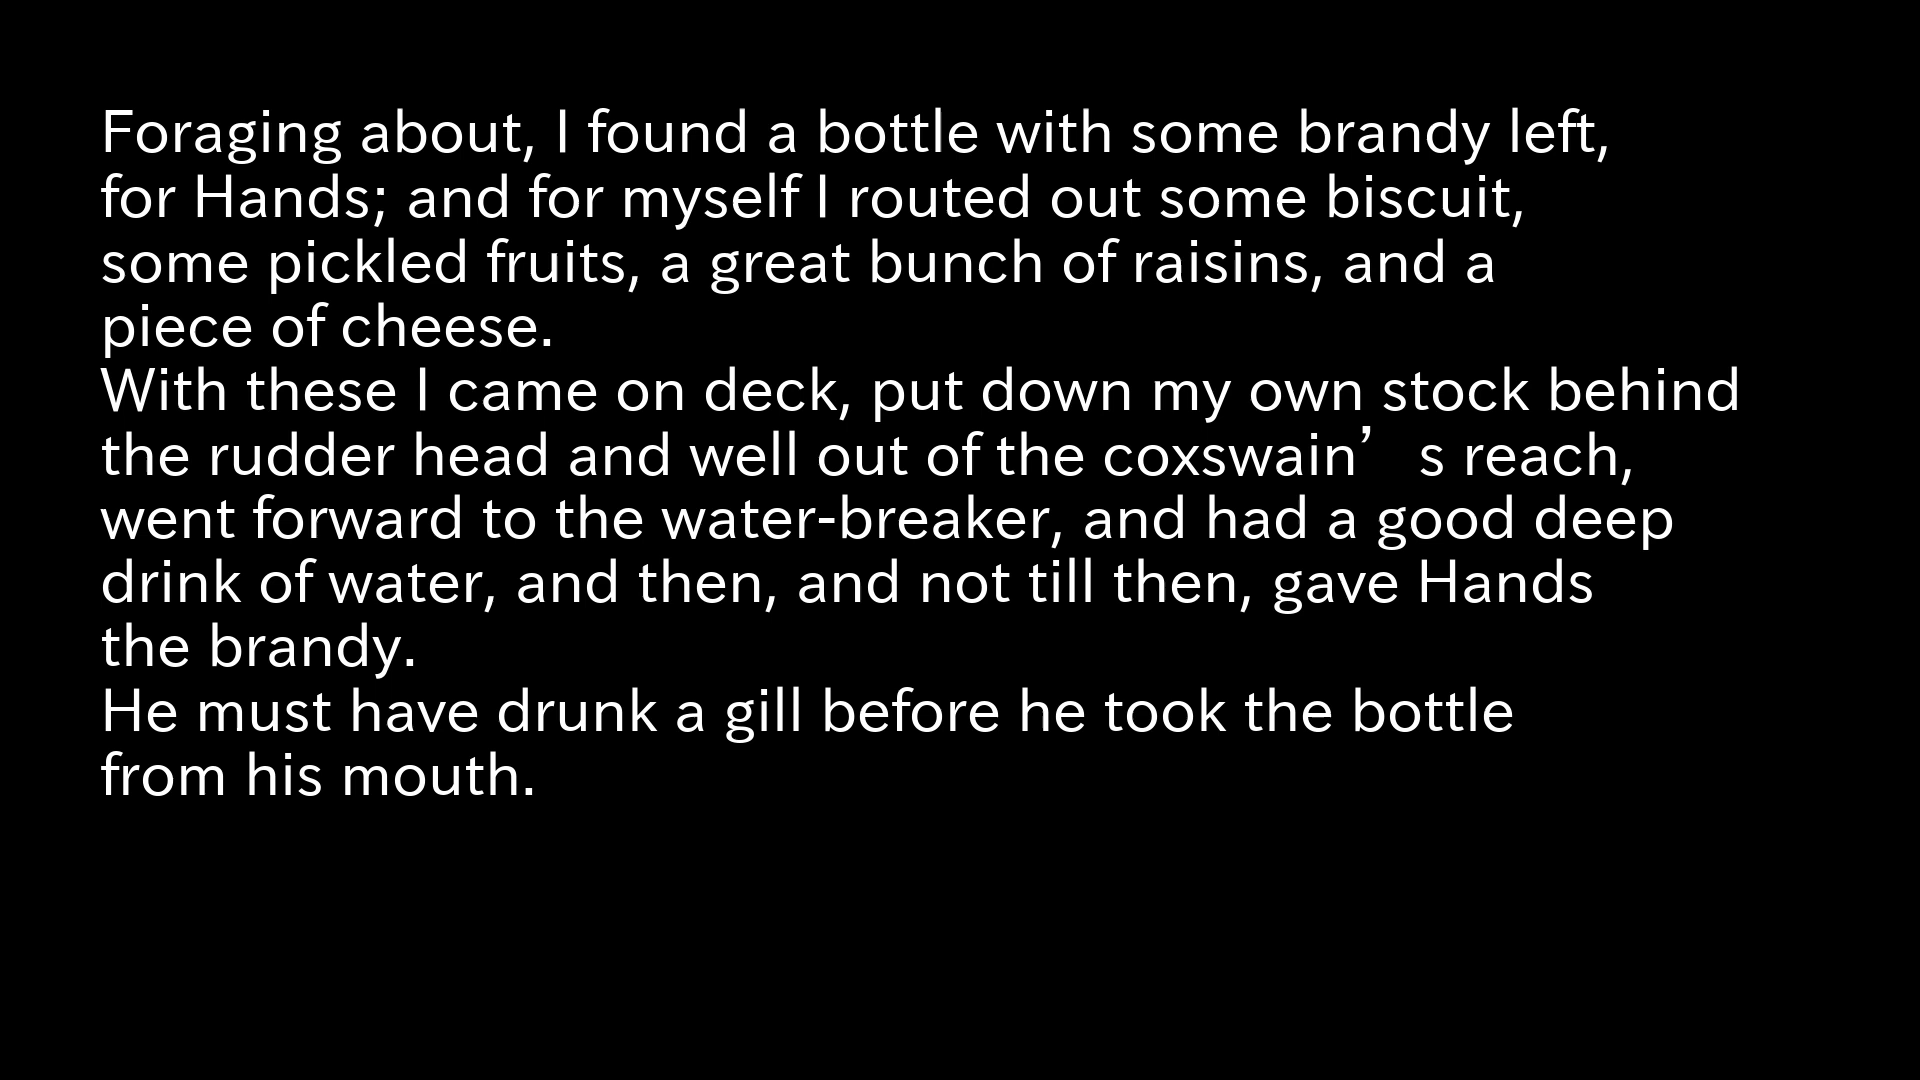 Foraging about, I found a bottle with some brandy left,
for Hands; and for myself I routed out some biscuit,
some pickled fruits, a great bunch of raisins, and a
piece of cheese.
With these I came on deck, put down my own stock behind
the rudder head and well out of the coxswain’s reach,
went forward to the water-breaker, and had a good deep
drink of water, and then, and not till then, gave Hands
the brandy.
He must have drunk a gill before he took the bottle
from his mouth.